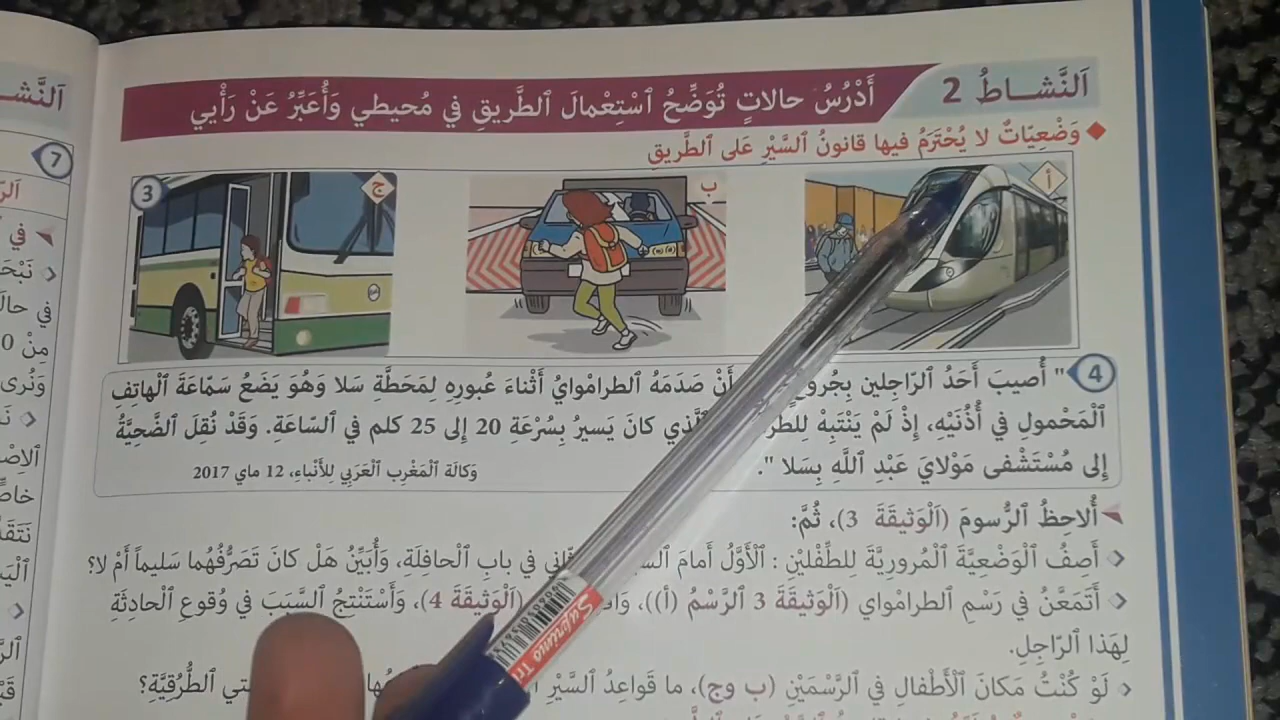 اَلنَّشـاطُ 2
أَدْرُسُ حالاتٍ تُوَضِّحُ ٱسْتِعْمالَ ٱلطَّريقِ في مُحيطي وَأُعَبِّرُ عَنْ رَأْيي
وَضْعِيّاتٌ لا يُحْتَرَمُ فيها قانونُ ٱلسَّيْرِ عَلى ٱلطَّريقِ
أ
ب
ج
3
4
" أُصيبَ أَحَدُ ٱلرّاجِلين بِجُروحٍ أَنْ صَدَمَهُ ٱلطرامْوايُ أَثْناءَ عُبورِهِ لِمَحَطَّةِ سَلا وَهُوَ يَضَعُ سَمّاعَةَ ٱلْهاتِفِ
ٱلْمَحْمولِ في أُذُنَيْهِ، إِذْ لَمْ يَنْتَبِهْ ٱلَّذي كانَ يَسيرُ بِسُرْعَةِ 20 إِلى 25 كلم في ٱلسّاعَةِ. وَقَدْ نُقِلَ ٱلضَّحِيَّةُ
إِلى مُسْتَشْفى مَوْلايَ عَبْدِ ٱللَّهِ بِسَلا ".
وَكالَة ٱلْمَغْرِب ٱلْعَرَبي لِلأَنْباءِ، 12 ماي 2017
أُلاحِظُ ٱلرُّسومَ (اَلْوَثيقَةَ 3)، ثُمَّ:
أَصِفُ ٱلْوَضْعِيَّةَ ٱلْمُرورِيَّةَ لِلطِّفْلَيْنِ : ٱلْأَوَّلُ أَمامَ في بابِ ٱلْحافِلَةِ، وَأُبَيِّنُ هَلْ كانَ تَصَرُّفُهُما سَليماً أَمْ لا؟
أَتَمَعَّنُ في رَسْمِ ٱلطرامْواي (اَلْوَثيقَةَ 3 ٱلرَّسْمُ (أ))، (اَلْوَثيقَةَ 4)، وَأَسْتَنْتِجُ ٱلسَّبَبَ في وُقوعِ ٱلْحادِثَةِ
لِهَذا ٱلرّاجِلِ.
لَوْ كُنْتُ مَكانَ ٱلْأَطْفالِ في ٱلرَّسْمَيْنِ (ب وج)، ما قَواعِدُ ٱلسَّيْرِ ٱلطُّرُقِيَّةِ؟
7
في